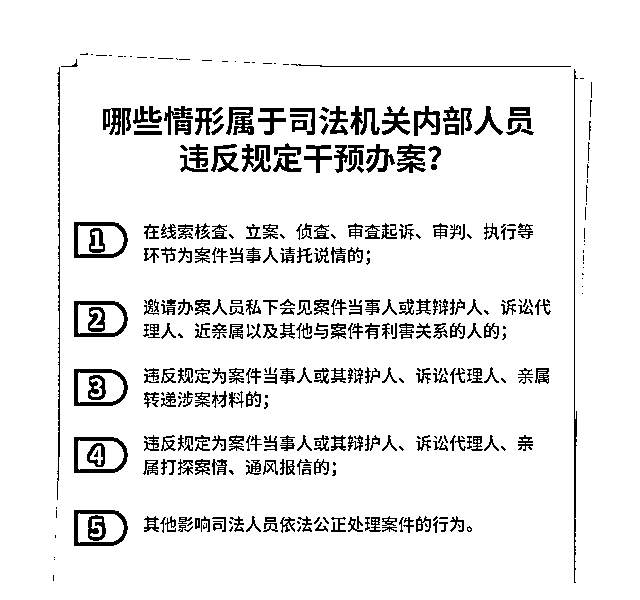 哪些情形属于司法机关内部人员
违反规定干预办案？
1
在线索核查、立案、侦查、审查起诉、审判、执行等
环节为案件当事人请托说情的；
2
邀请办案人员私下会见案件当事人或其辩护人、诉讼代
理人、近亲属以及其他与案件有利害关系的人的；
3
违反规定为案件当事人或其辩护人、诉讼代理人、亲属
转递涉案材料的；
4
违反规定为案件当事人或其辩护人、诉讼代理人、亲
属打探案情、通风报信的；
5
其他影响司法人员依法公正处理案件的行为。